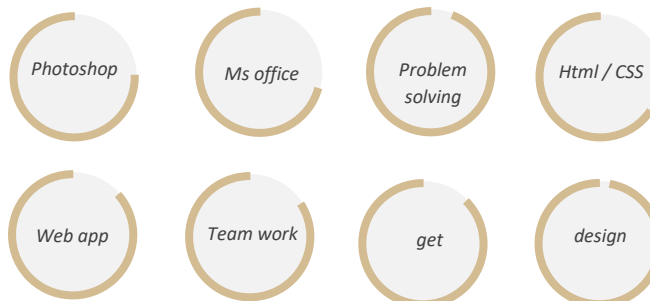 Photoshop
Ms office
Problem
solving
Html / CSS
Web app
Team work
get
design